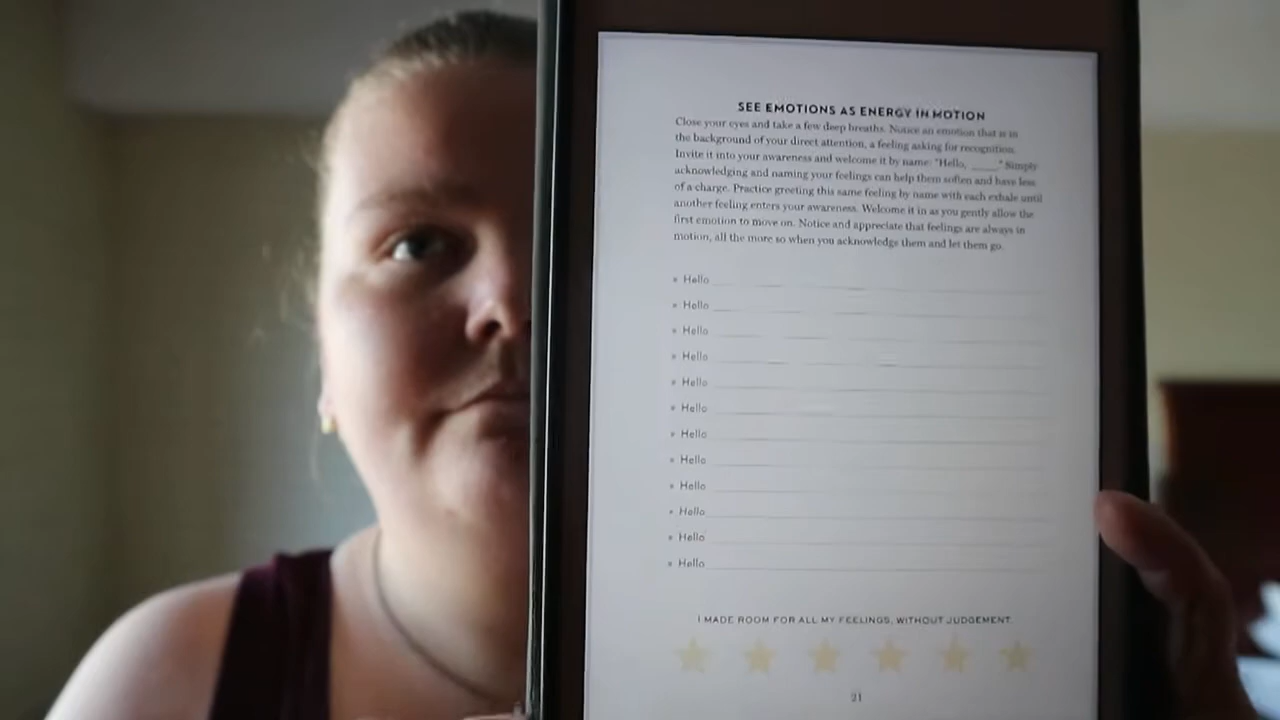 SEE EMOTIONS AS ENERGY IN MOTION
Close your eyes and take a few deep breaths. Notice an emotion that is in
the background of your direct attention, a feeling asking for recognition.
Invite it into your awareness and welcome it by name: "Hello, _____." Simply
acknowledging and naming your feelings can help them soften and have less
of a charge. Practice greeting this same feeling by name with each exhale until
another feeling enters your awareness. Welcome it in as you gently allow the
first emotion to move on. Notice and appreciate that feelings are always in
motion, all the more so when you acknowledge them and let them go.
» Hello
» Hello
» Hello
» Hello
» Hello
» Hello
» Hello
» Hello
» Hello
» Hello
» Hello
» Hello
I MADE ROOM FOR ALL MY FEELINGS, WITHOUT JUDGEMENT.
21